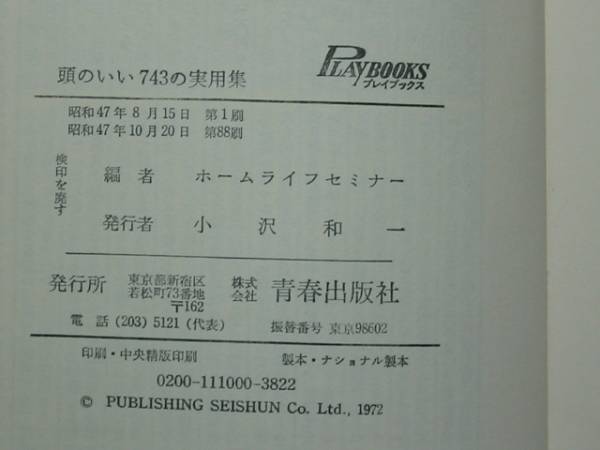 PLAYBOOKS
プレイブックス
頭のいい743の実用集
昭和47年8月15日 第1刷
昭和47年10月20日 第88刷
検印を廃す
編者 ホームライフセミナー
発行者 小沢和一
発行所 東京都新宿区若松町73番地 〒162 株式会社 青春出版社
電話 (203) 5121 (代表) 振替番号 東京98602
印刷・中央精版印刷 製本・ナショナル製本
0200-111000-3822
© PUBLISHING SEISHUN Co. Ltd., 1972